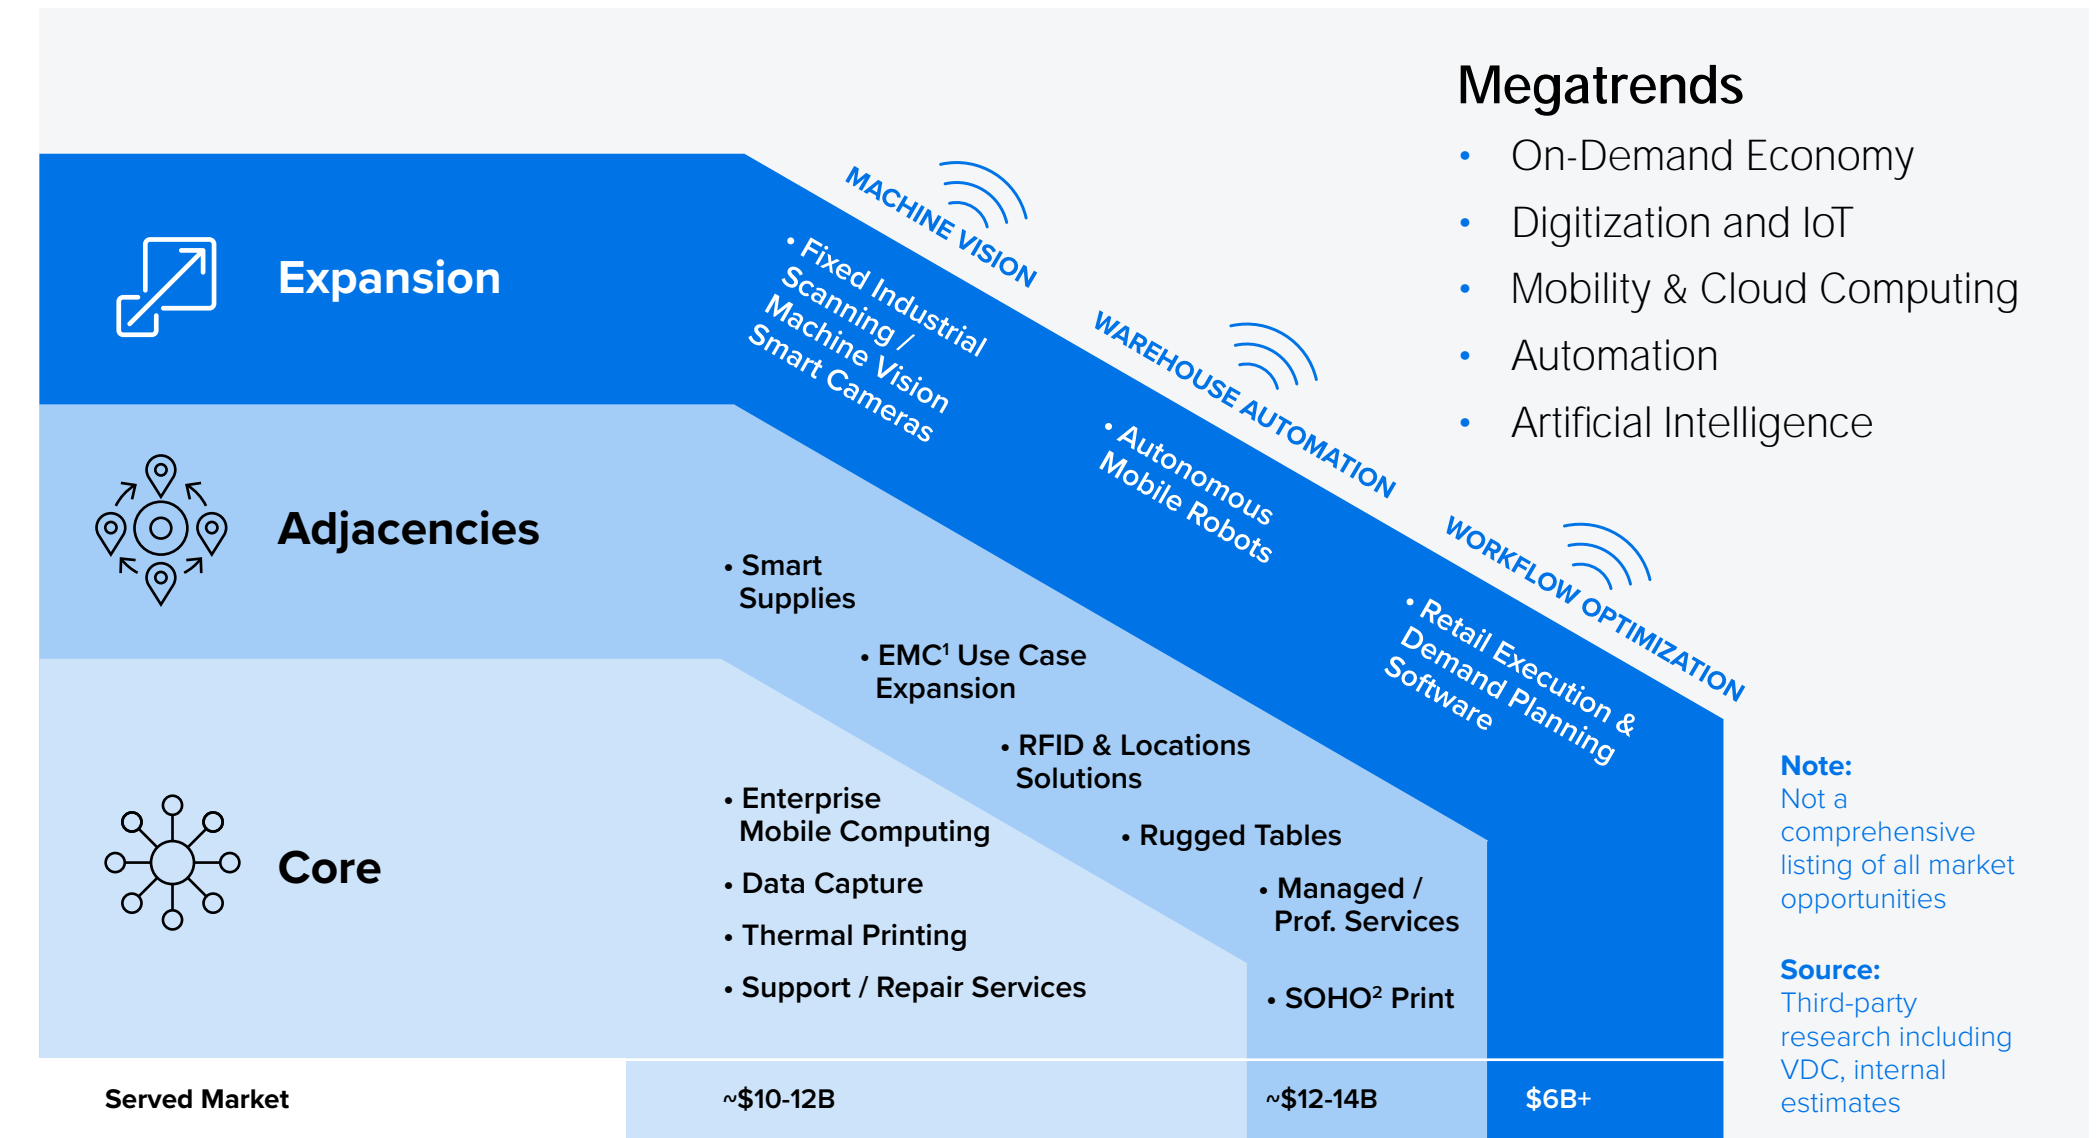 Megatrends
• On-Demand Economy
• Digitization and IoT
• Mobility & Cloud Computing
• Automation
• Artificial Intelligence
MACHINE VISION
WAREHOUSE AUTOMATION
WORKFLOW OPTIMIZATION
Expansion
• Fixed Industrial
Scanning /
Machine Vision
Smart Cameras
• Autonomous
Mobile Robots
• Retail Execution &
Demand Planning
Software
Adjacencies
• Smart
Supplies
• EMC¹ Use Case
Expansion
• RFID & Locations
Solutions
• Rugged Tables
• Managed /
Prof. Services
• SOHO² Print
Core
• Enterprise
Mobile Computing
• Data Capture
• Thermal Printing
• Support / Repair Services
Served Market
~$10-12B
~$12-14B
$6B+
Note:
Not a
comprehensive
listing of all market
opportunities
Source:
Third-party
research including
VDC, internal
estimates